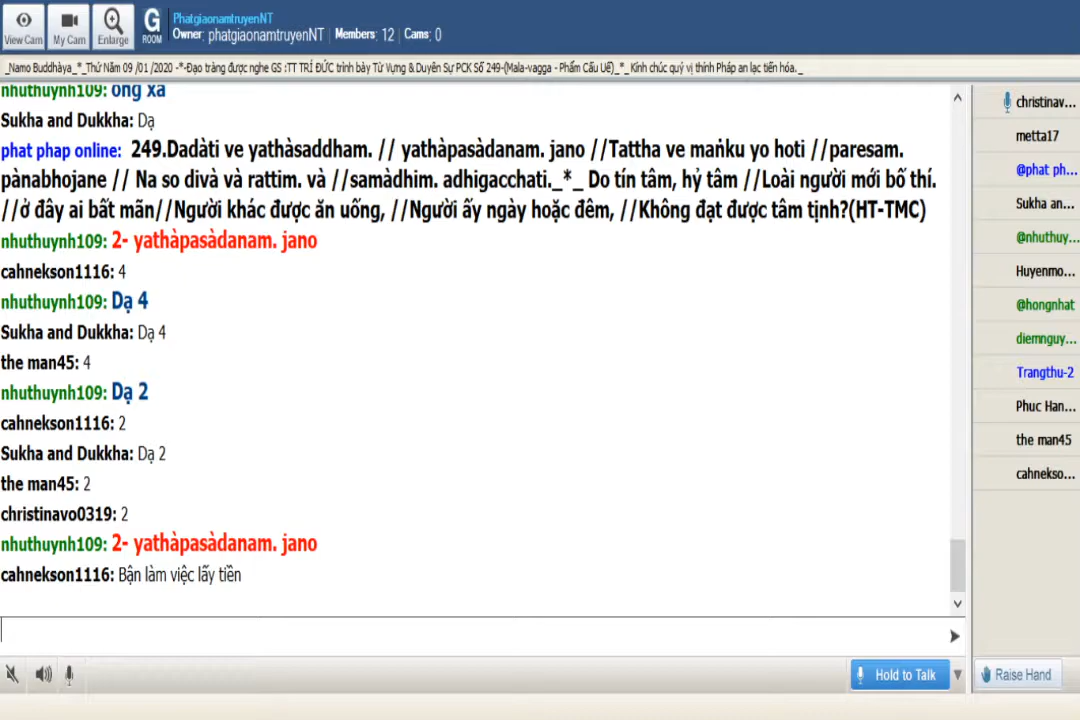 View Cam
My Cam
Enlarge
G
ROOM
PhatgiaonamtruyenNT
Owner: phatgiaonamtruyenNT | Members: 12 | Cams: 0
_Namo Buddhàya_*_Thứ Năm 09 /01 /2020 -*-Đạo tràng được nghe GS :TT TRÍ ĐỨC trình bày Từ Vựng & Duyên Sự PCK Số 249-(Mala-vagga - Phẩm Cấu Uế)_*_ Kính chúc quý vị thính Pháp an lạc tiến hóa._
nhuthuynh109: ông xã
Sukha and Dukkha: Dạ
phat phap online: 249.Dadàti ve yathàsaddham. // yathàpasàdanam. jano //Tattha ve maṅku yo hoti //paresam.
pànabhojane // Na so divà và rattim. và //samàdhim. adhigacchati._*_ Do tín tâm, hỷ tâm //Loài người mới bố thí.
//ở đây ai bất mãn//Người khác được ăn uống, //Người ấy ngày hoặc đêm, //Không đạt được tâm tịnh?(HT-TMC)
nhuthuynh109: 2- yathàpasàdanam. jano
cahnekson1116: 4
nhuthuynh109: Dạ 4
Sukha and Dukkha: Dạ 4
the man45: 4
nhuthuynh109: Dạ 2
cahnekson1116: 2
Sukha and Dukkha: Dạ 2
the man45: 2
christinavo0319: 2
nhuthuynh109: 2- yathàpasàdanam. jano
cahnekson1116: Bận làm việc lấy tiền
christinav...
metta17
@phat ph...
Sukha an...
@nhuthuy...
Huyenmo...
@hongnhat
diemnguy...
Trangthu-2
Phuc Han...
the man45
cahnekso...
Hold to Talk
Raise Hand